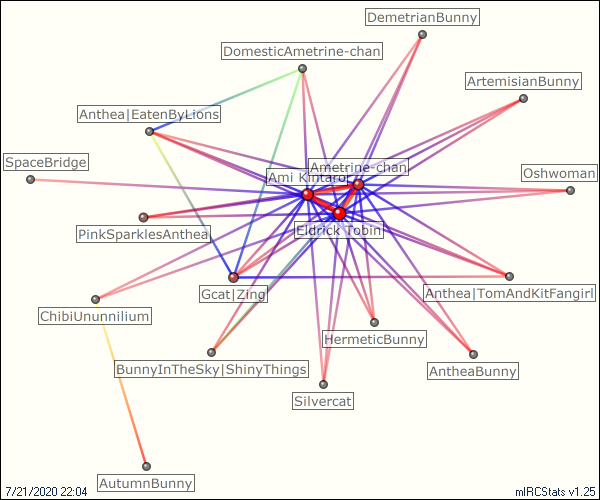 DemetrianBunny
DomesticAmetrine-chan
ArtemisianBunny
Anthea|EatenByLions
SpaceBridge
Ametrine-chan
Oshwoman
Ami Kintaro
PinkSparklesAnthea
Eldrick Tobin
Gcat|Zing
Anthea|TomAndKitFangirl
ChibiUnunnilium
HermeticBunny
BunnyInTheSky|ShinyThings
AntheaBunny
Silvercat
AutumnBunny
7/21/2020 22:04
mIRCStats v1.25